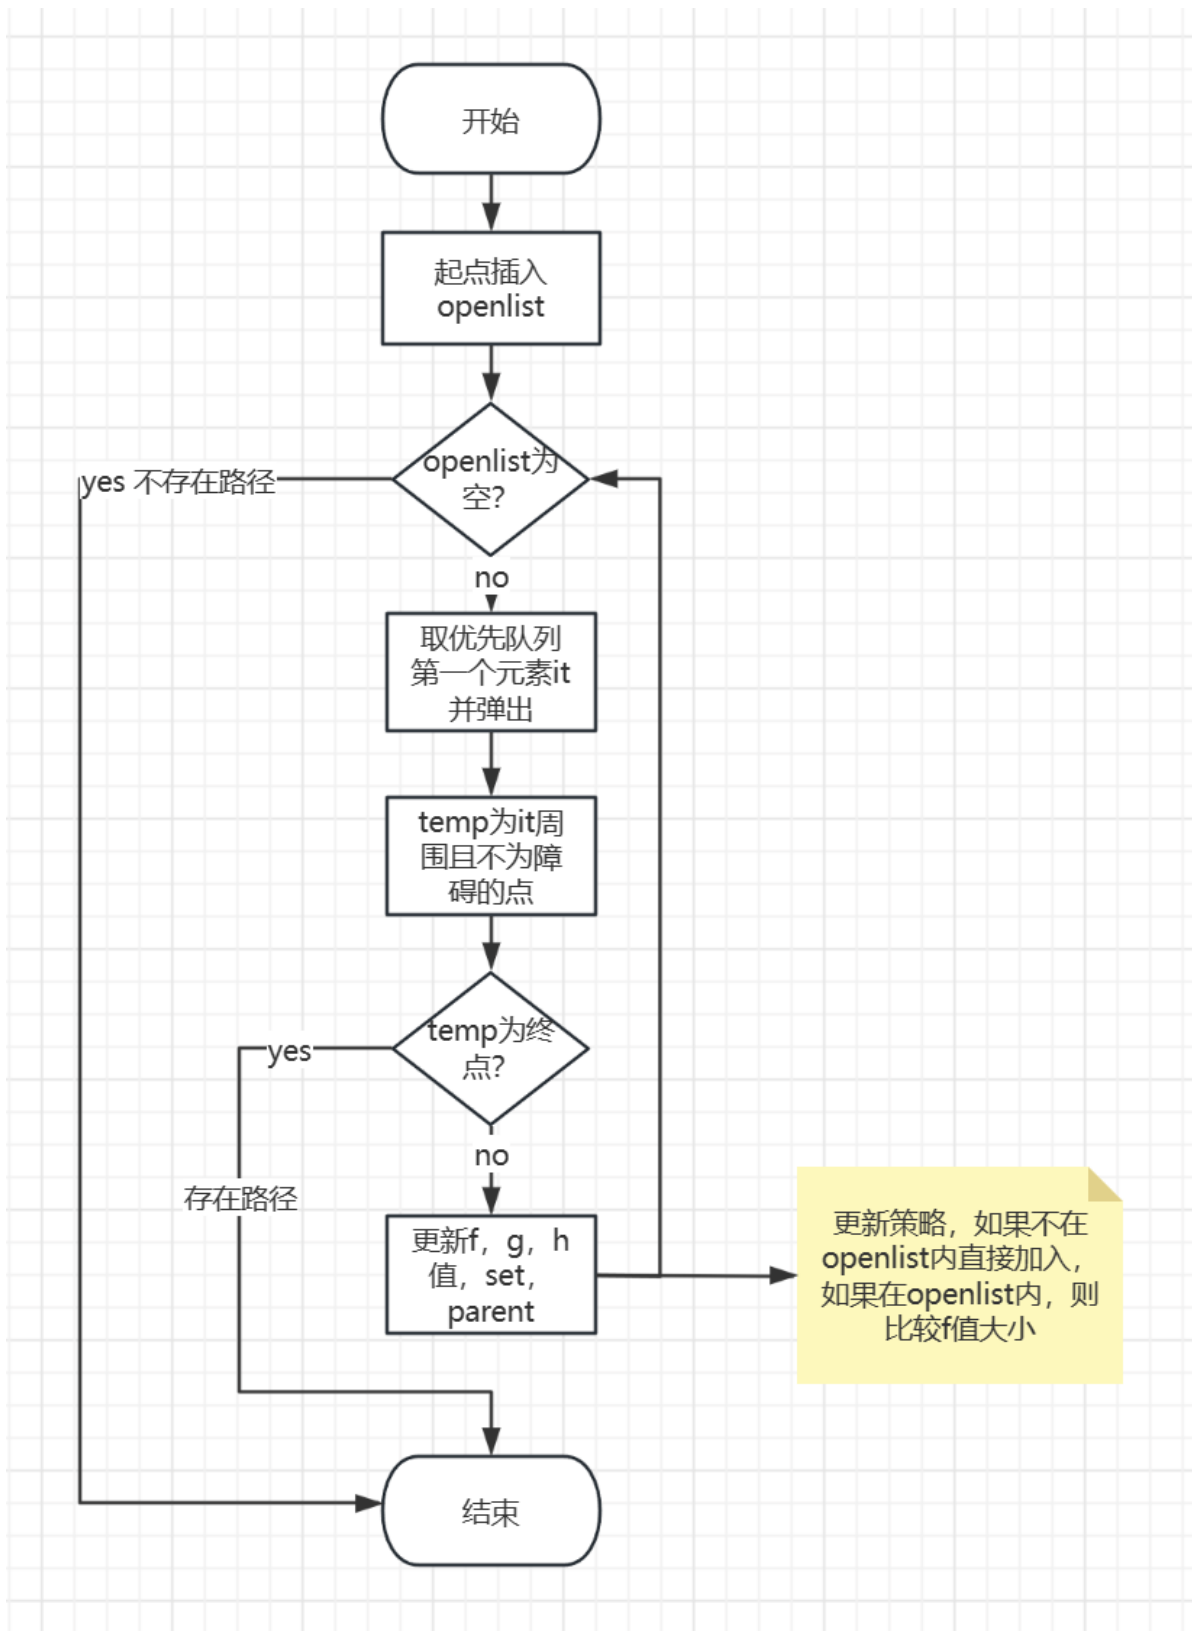 开始
起点插入
openlist
openlist为
空?
yes 不存在路径
no
取优先队列
第一个元素it
并弹出
temp为it周
围且不为障
碍的点
temp为终
点?
yes
no
存在路径
更新f，g，h
值，set，
parent
更新策略，如果不在
openlist内直接加入，
如果在openlist内，则
比较f值大小
结束